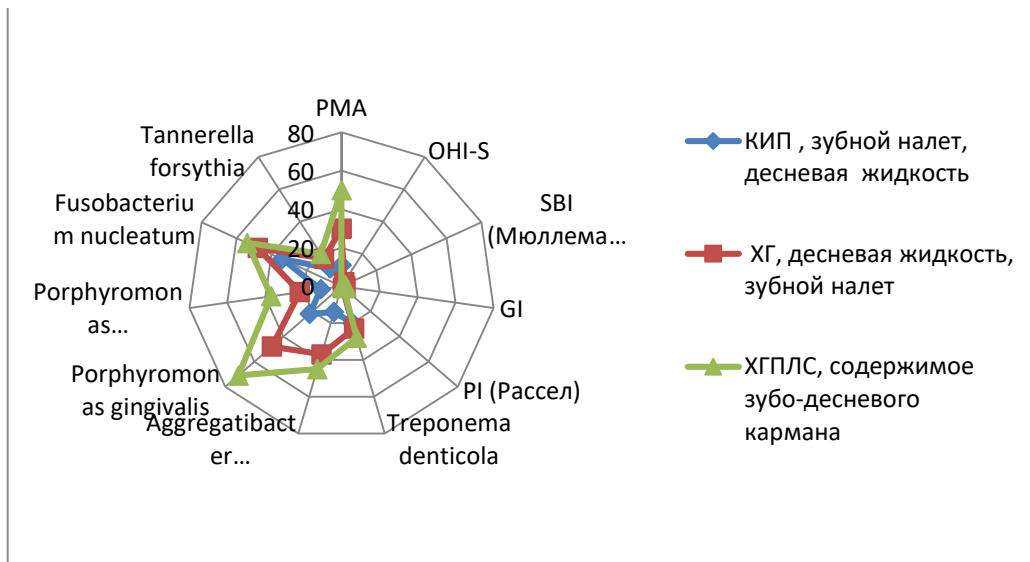 PMA
OHI-S
SBI
(Мюллема...
GI
PI (Рассел)
Treponema
denticola
Aggregatibact
er...
Porphyromon
as gingivalis
Porphyromon
as...
Fusobacteriu
m nucleatum
Tannerella
forsythia
80
60
40
20
0
КИП , зубной налет,
десневая жидкость
ХГ, десневая жидкость,
зубной налет
ХГПЛС, содержимое
зубо-десневого
кармана